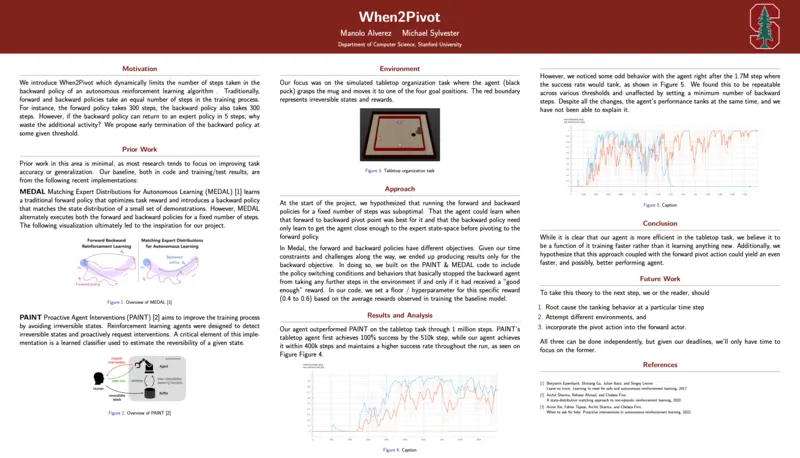 When2Pivot
Manolo Alverez    Michael Sylvester
Department of Computer Science, Stanford University
Motivation
We introduce When2Pivot which dynamically limits the number of steps taken in the
backward policy of an autonomous reinforcement learning algorithm . Traditionally,
forward and backward policies take an equal number of steps in the training process.
For instance, the forward policy takes 300 steps, the backward policy also takes 300
steps. However, if the backward policy can return to an expert policy in 5 steps; why
waste the additional activity? We propose early termination of the backward policy at
some given threshold.
Prior Work
Prior work in this area is minimal, as most research tends to focus on improving task
accuracy or generalization. Our baseline, both in code and training/test results, are
from the following recent implementations:
MEDAL Matching Expert Distributions for Autonomous Learning (MEDAL) [1] learns
a traditional forward policy that optimizes task reward and introduces a backward policy
that matches the state distribution of a small set of demonstrations. However, MEDAL
alternately executes both the forward and backward policies for a fixed number of steps.
The following visualization ultimately led to the inspiration for our project.
Forward Backward
Reinforcement Learning
Matching Expert Distributions
for Autonomous Learning
Forward policy
Backward
policy
Figure 1. Overview of MEDAL [1]
PAINT Proactive Agent Interventions (PAINT) [2] aims to improve the training process
by avoiding irreversible states. Reinforcement learning agents were designed to detect
irreversible states and proactively request interventions. A critical element of this imple-
mentation is a learned classifier used to estimate the reversibility of a given state.
Human
Agent
Buffer
Figure 2. Overview of PAINT [2]
Environment
Our focus was on the simulated tabletop organization task where the agent (black
puck) grasps the mug and moves it to one of the four goal positions. The red boundary
represents irreversible states and rewards.
Figure 3. Tabletop organization task
Approach
At the start of the project, we hypothesized that running the forward and backward
policies for a fixed number of steps was suboptimal. That the agent could learn when
that forward to backward pivot point was best for it and that the backward policy need
only learn to get the agent close enough to the expert state-space before pivoting to the
forward policy.
In Medal, the forward and backward policies have different objectives. Given our time
constraints and challenges along the way, we ended up producing results only for the
backward objective. In doing so, we built on the PAINT & MEDAL code to include
the policy switching conditions and behaviors that basically stopped the backward agent
from taking any further steps in the environment if and only if it had received a "good
enough" reward. In our code, we set a floor / hyperparameter for this specific reward
(0.4 to 0.6) based on the average rewards observed in training the baseline model.
Results and Analysis
Our agent outperformed PAINT on the tabletop task through 1 million steps. PAINT's
tabletop agent first achieves 100% success by the 510k step, while our agent achieves
it within 400k steps and maintains a higher success rate throughout the run, as seen on
Figure Figure 4.
Figure 4. Caption
However, we noticed some odd behavior with the agent right after the 1.7M step where
the success rate would tank, as shown in Figure 5. We found this to be repeatable
across various thresholds and unaffected by setting a minimum number of backward
steps. Despite all the changes, the agent's performance tanks at the same time, and we
have not been able to explain it.
Figure 5. Caption
Conclusion
While it is clear that our agent is more efficient in the tabletop task, we believe it to
be a function of it training faster rather than it learning anything new. Additionally, we
hypothesize that this approach coupled with the forward pivot action could yield an even
faster, and possibly, better performing agent.
Future Work
To take this theory to the next step, we or the reader, should
1. Root cause the tanking behavior at a particular time step
2. Attempt different environments, and
3. incorporate the pivot action into the forward actor.
All three can be done independently, but given our deadlines, we'll only have time to
focus on the former.
References
[1] Benjamin Eysenbach, Shixiang Gu, Julian Ibarz, and Sergey Levine.
Leave no trace: Learning to reset for safe and autonomous reinforcement learning, 2017.
[2] Archit Sharma, Rehaan Ahmad, and Chelsea Finn.
A state-distribution matching approach to non-episodic reinforcement learning, 2022.
[3] Annie Xie, Fahim Tajwar, Archit Sharma, and Chelsea Finn.
When to ask for help: Proactive interventions in autonomous reinforcement learning, 2022.